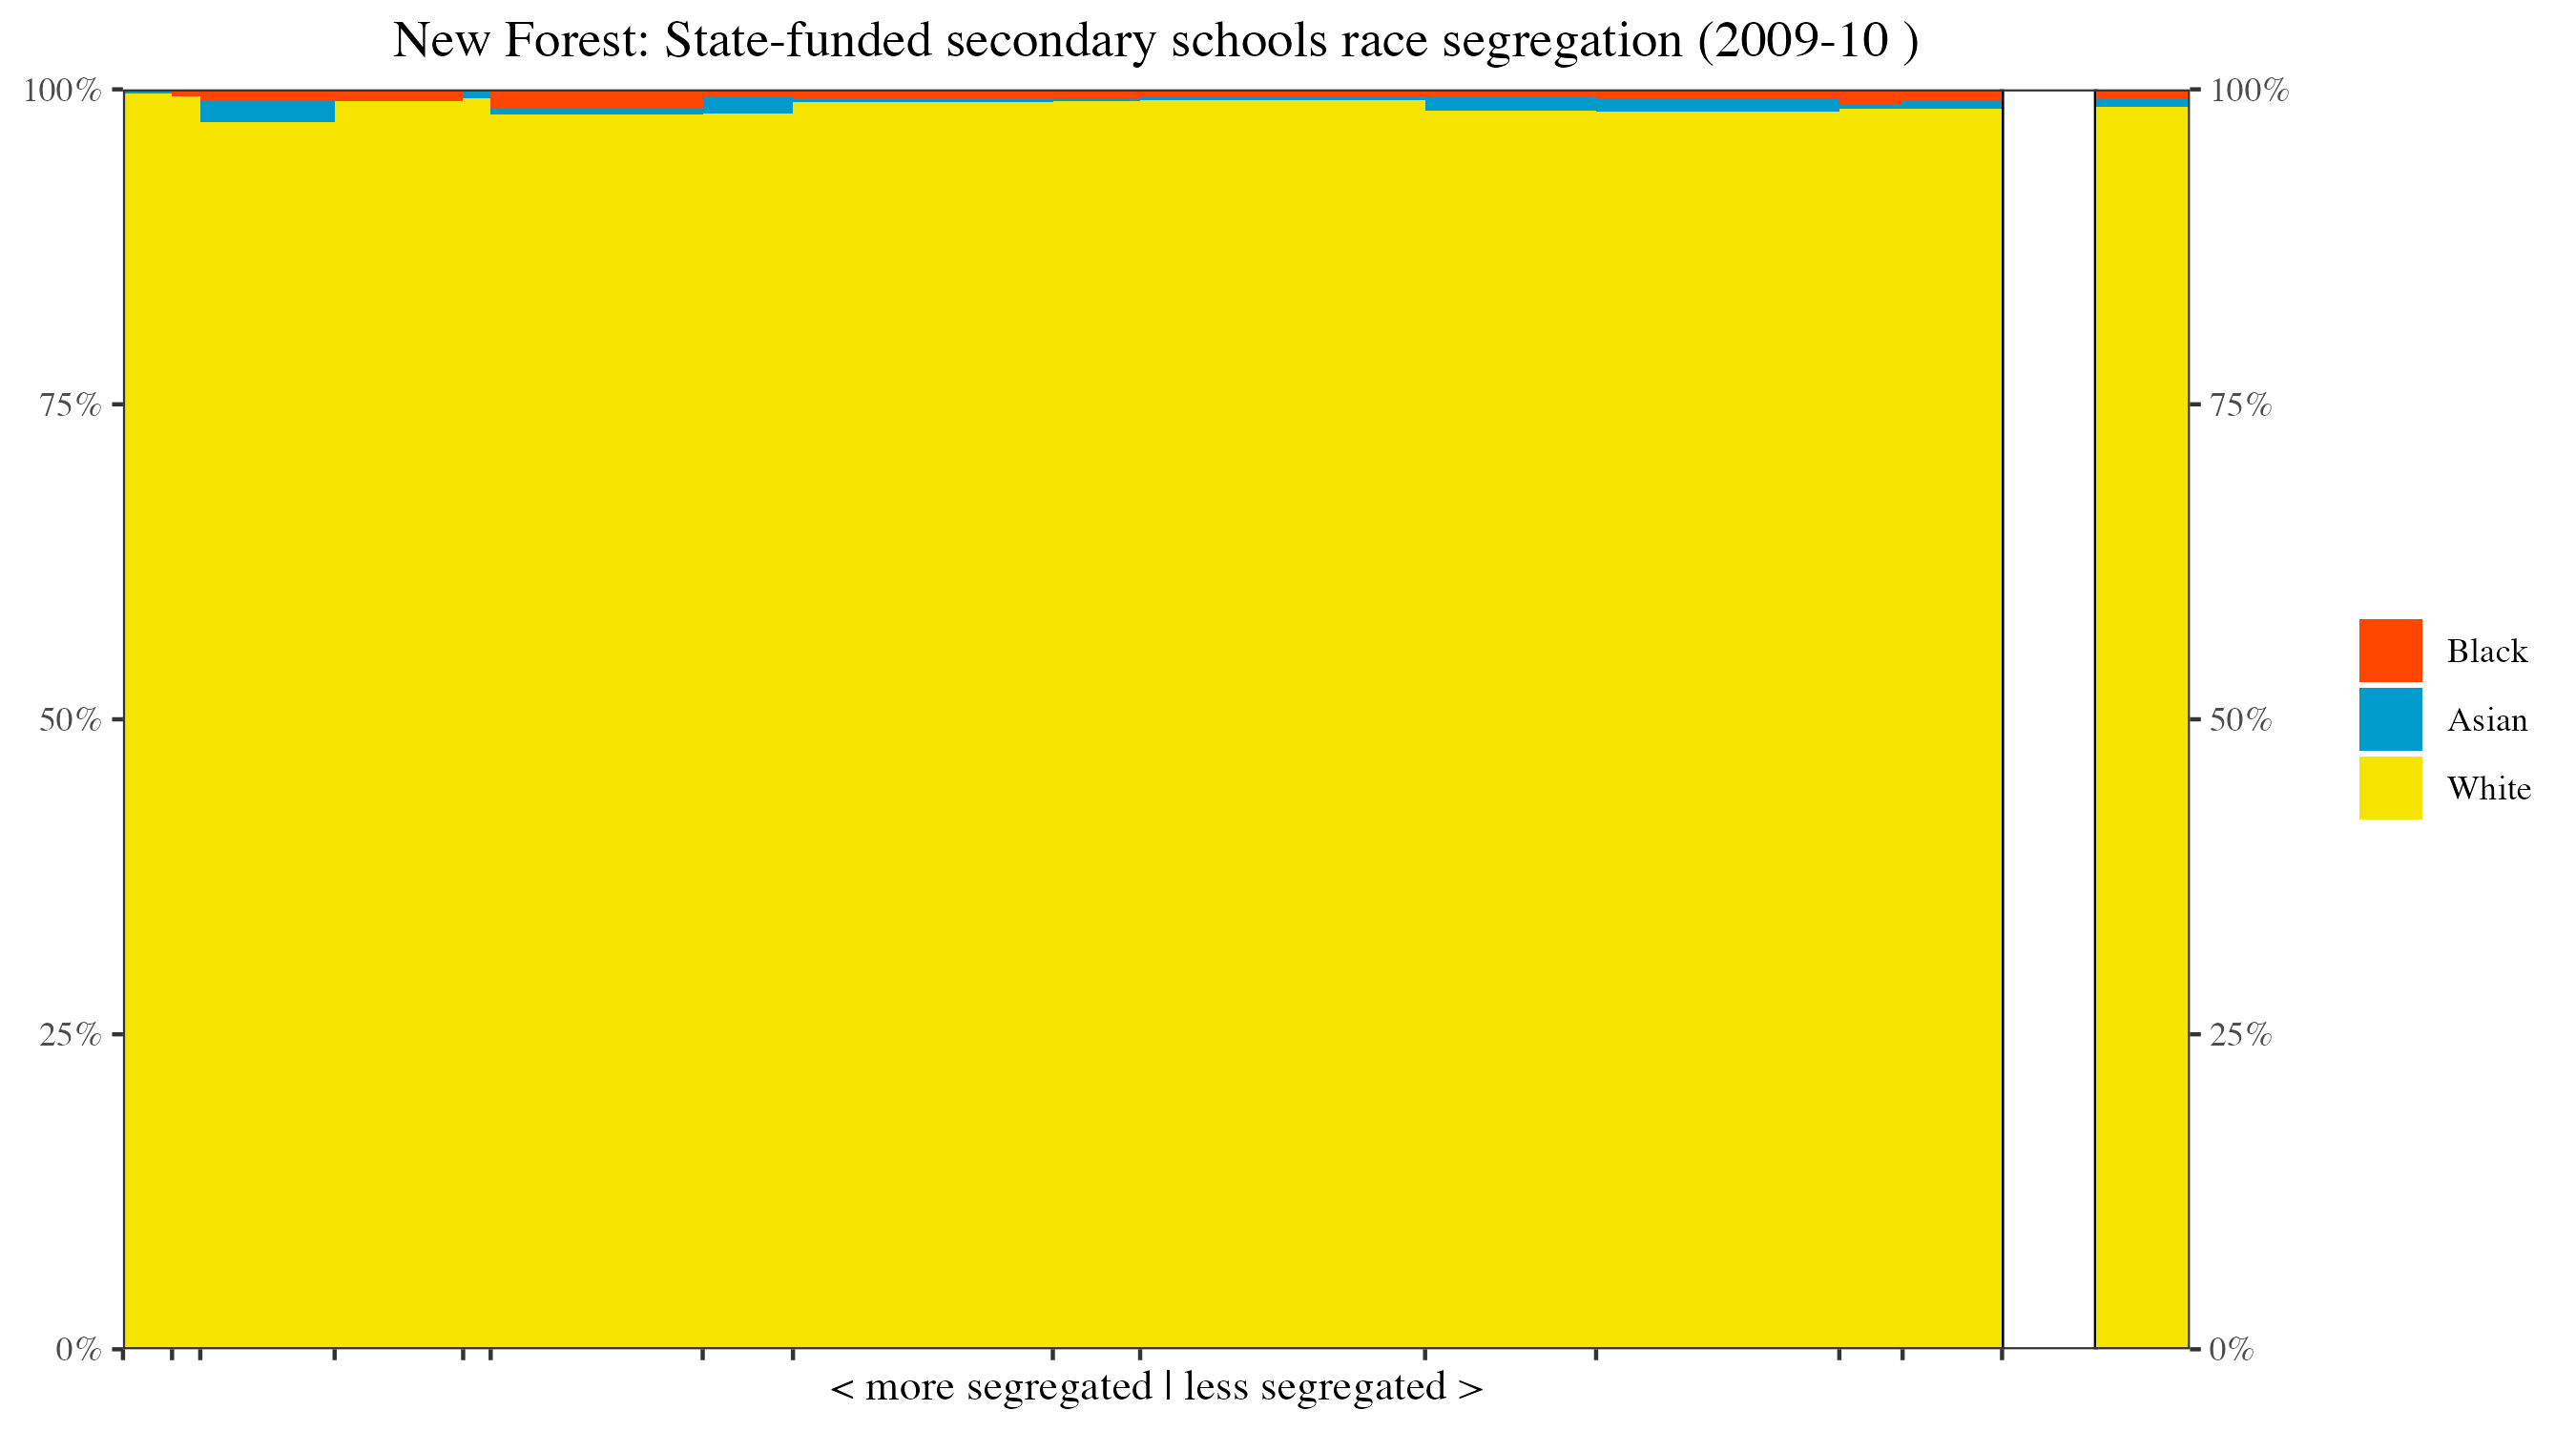 New Forest: State-funded secondary schools race segregation (2009-10 )
100%
75%
50%
25%
0%
100%
75%
50%
25%
0%
Black
Asian
White
< more segregated | less segregated >